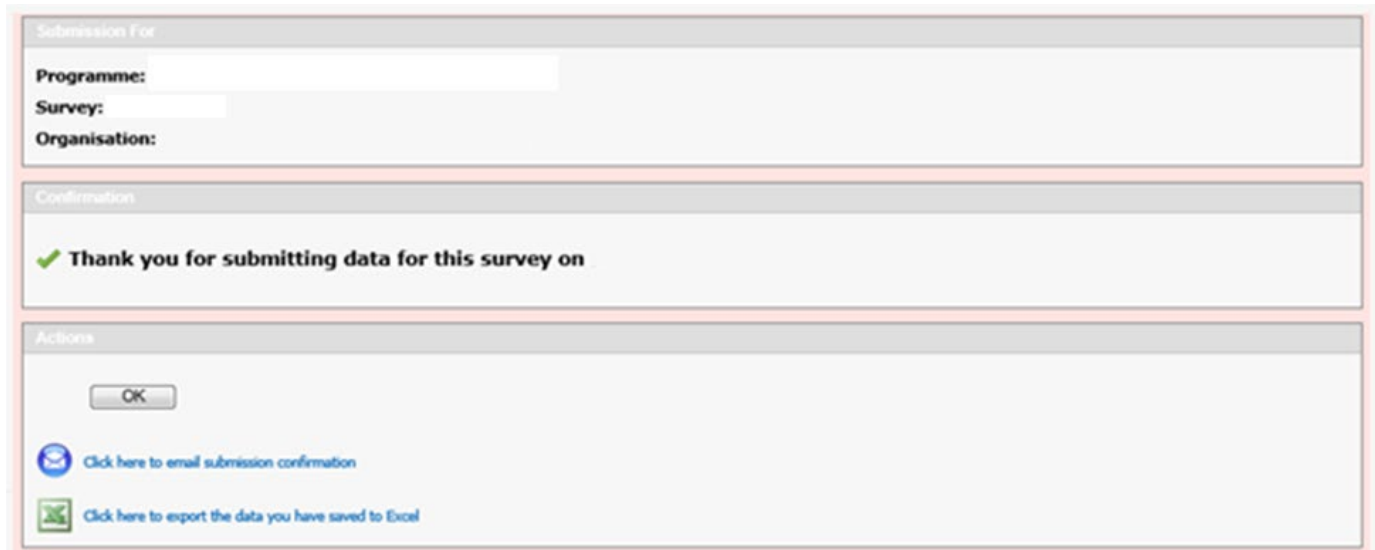 Submission For
Programme:
Survey:
Organisation:
Confirmation
Thank you for submitting data for this survey on
Actions
OK
Click here to email submission confirmation
Click here to export the data you have saved to Excel